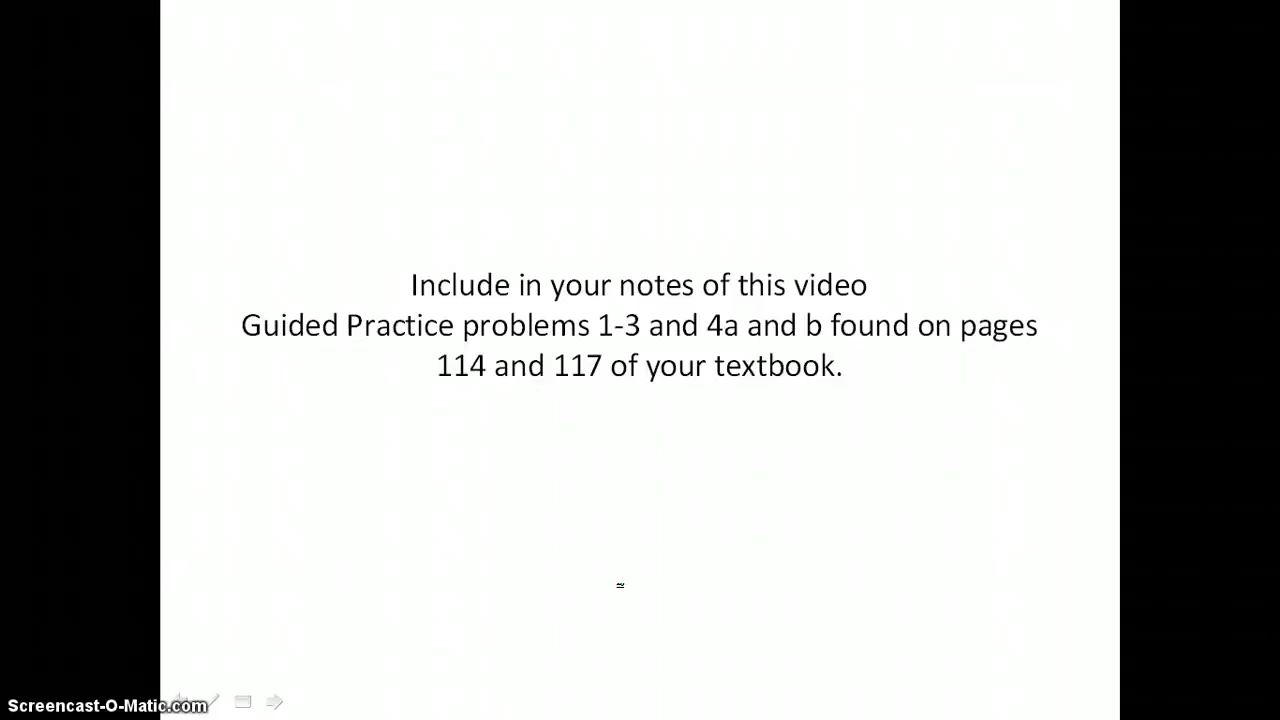 Include in your notes of this video
Guided Practice problems 1-3 and 4a and b found on pages
114 and 117 of your textbook.
Screencast-O-Matic.com